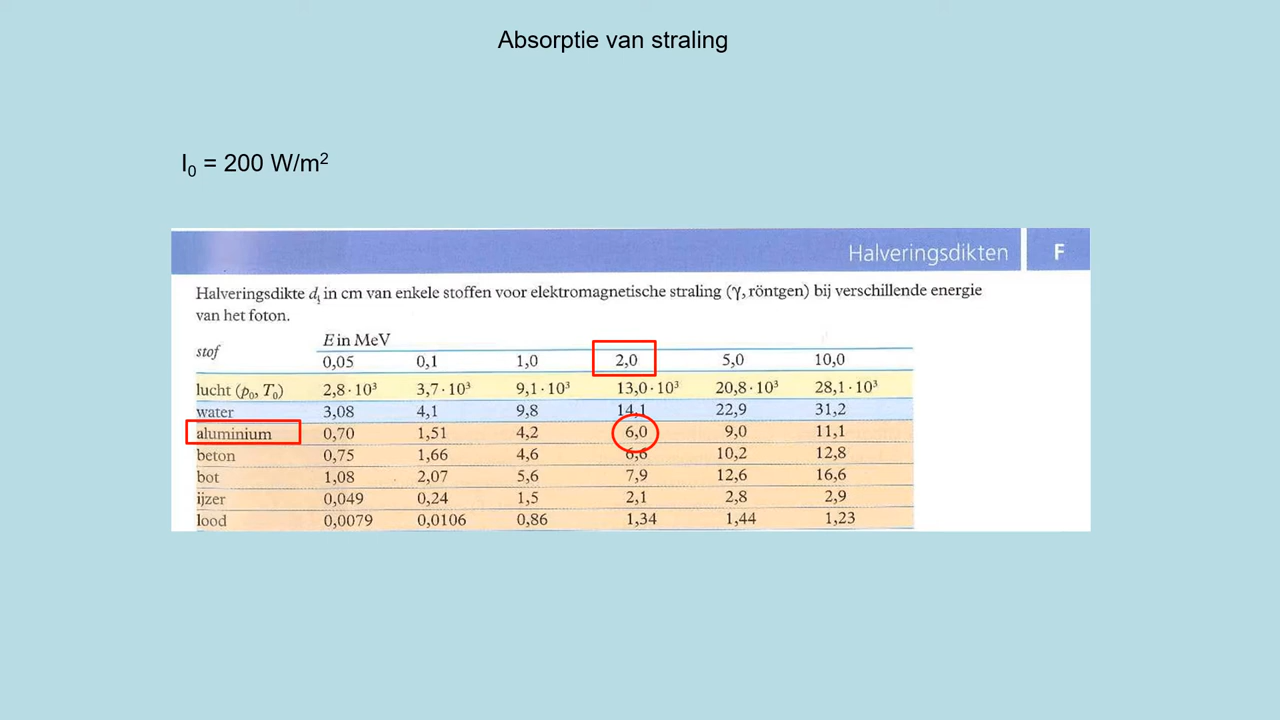 Absorptie van straling
I₀ = 200 W/m²
Halveringsdikten F
Halveringsdikte d½ in cm van enkele stoffen voor elektromagnetische straling (γ, röntgen) bij verschillende energie
van het foton.
stof E in MeV
0,05 0,1 1,0 2,0 5,0 10,0
lucht (p₀, T₀) 2,8·10³ 3,7·10³ 9,1·10³ 13,0·10³ 20,8·10³ 28,1·10³
water 3,08 4,1 9,8 14,1 22,9 31,2
aluminium 0,70 1,51 4,2 6,0 9,0 11,1
beton 0,75 1,66 4,6 6,6 10,2 12,8
bot 1,08 2,07 5,6 7,9 12,6 16,6
ijzer 0,049 0,24 1,5 2,1 2,8 2,9
lood 0,0079 0,0106 0,86 1,34 1,44 1,23